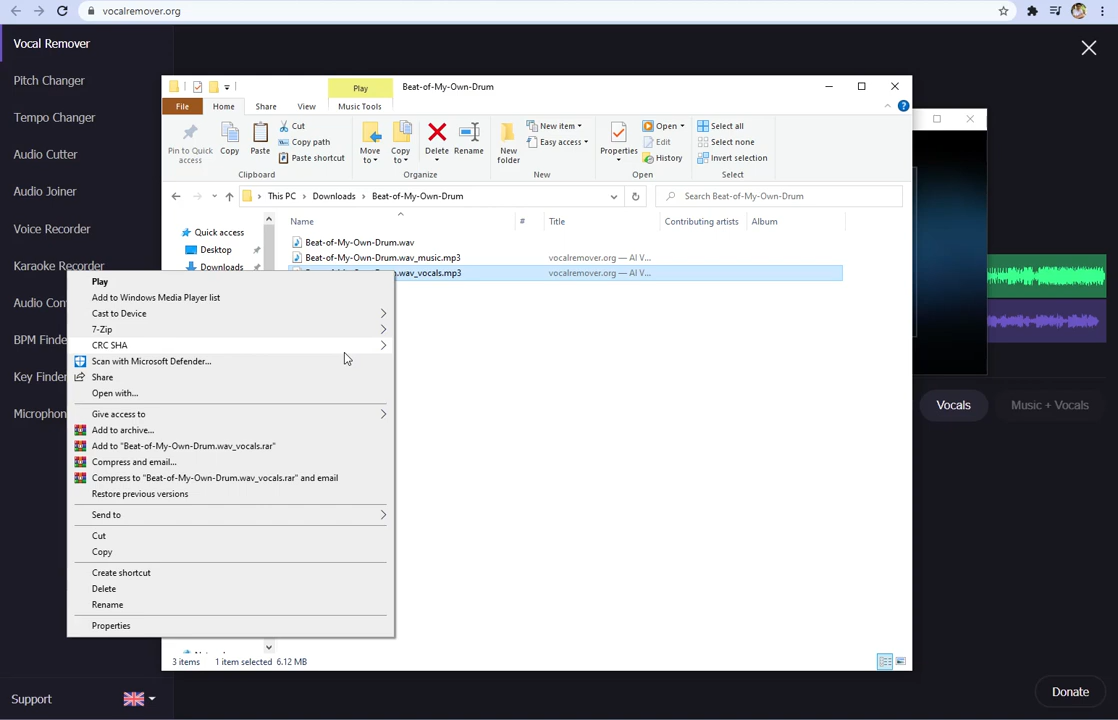 vocalremover.org
Vocal Remover
Pitch Changer
Tempo Changer
Audio Cutter
Audio Joiner
Voice Recorder
Karaoke Recorder
Audio Con
BPM Finde
Key Finder
Microphon
Support
Play
Beat-of-My-Own-Drum
File
Home
Share
View
Music Tools
Pin to Quick access
Copy
Paste
Cut
Copy path
Paste shortcut
Clipboard
Move to
Copy to
Delete
Rename
Organize
New folder
New item
Easy access
New
Properties
Open
Edit
History
Open
Select all
Select none
Invert selection
Select
This PC
Downloads
Beat-of-My-Own-Drum
Search Beat-of-My-Own-Drum
Name
#
Title
Contributing artists
Album
Quick access
Desktop
Downloads
Beat-of-My-Own-Drum.wav
Beat-of-My-Own-Drum.wav_music.mp3 vocalremover.org — AI V...
.wav_vocals.mp3 vocalremover.org — AI V...
Play
Add to Windows Media Player list
Cast to Device
7-Zip
CRC SHA
Scan with Microsoft Defender...
Share
Open with...
Give access to
Add to archive...
Add to "Beat-of-My-Own-Drum.wav_vocals.rar"
Compress and email...
Compress to "Beat-of-My-Own-Drum.wav_vocals.rar" and email
Restore previous versions
Send to
Cut
Copy
Create shortcut
Delete
Rename
Properties
3 items 1 item selected 6.12 MB
Vocals
Music + Vocals
Donate